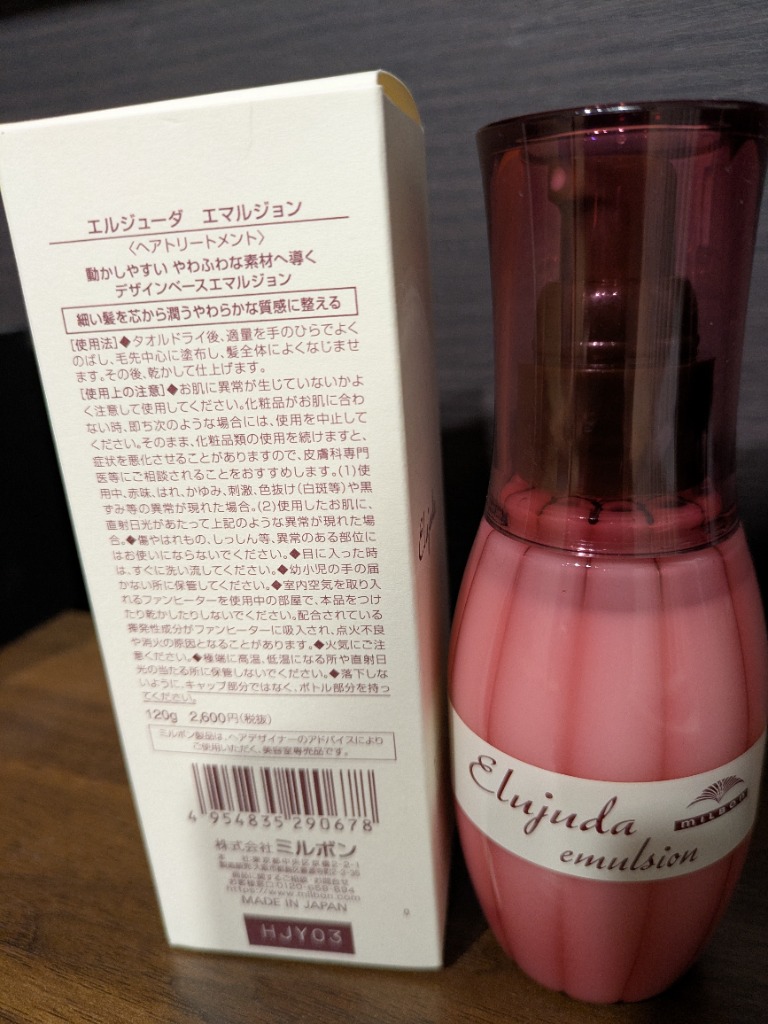 エルジューダ エマルジョン
〈ヘアトリートメント〉
動かしやすい やわふわな素材へ導く
デザインベースエマルジョン
細い髪を芯から潤うやわらかな質感に整える
[使用法]◆タオルドライ後、適量を手のひらでよく
のばし、毛先中心に塗布し、髪全体によくなじませ
ます。その後、乾かして仕上げます。
[使用上の注意]◆お肌に異常が生じていないかよ
く注意して使用してください。化粧品がお肌に合わ
ない時、即ち次のような場合には、使用を中止して
ください。そのまま、化粧品類の使用を続けますと、
症状を悪化させることがありますので、皮膚科専門
医等にご相談されることをおすすめします。(1)使
用中、赤味、はれ、かゆみ、刺激、色抜け(白斑等)や黒
ずみ等の異常が現れた場合。(2)使用したお肌に、
直射日光があたって上記のような異常が現れた場
合。◆傷やはれもの、しっしん等、異常のある部位に
はお使いにならないでください。◆目に入った時
は、すぐに洗い流してください。◆幼小児の手の届
かない所に保管してください。◆室内空気を取り入
れるファンヒーターを使用中の部屋で、本品をつけ
たり乾かしたりしないでください。配合されている
揮発性成分がファンヒーターに吸入され、点火不良
や消火の原因となることがあります。◆火気にご注
意ください。◆極端に高温、低温になる所や直射日
光の当たる所に保管しないでください。◆落下しな
いように、キャップ部分ではなく、ボトル部分を持っ
てください。
120g 2,600円(税抜)
ミルボン製品は、ヘアデザイナーのアドバイスにより
ご使用いただく、美容室専売品です。
4 954835 290678
株式会社 ミルボン
https://www.milbon.com
MADE IN JAPAN
9
HJY03
Elujuda
emulsion
MILBON